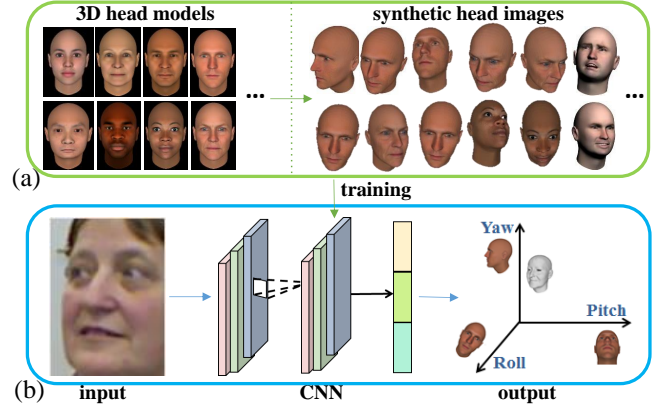 3D head models
synthetic head images
...
...
(a)
training
Yaw
Pitch
Roll
(b)
input
CNN
output